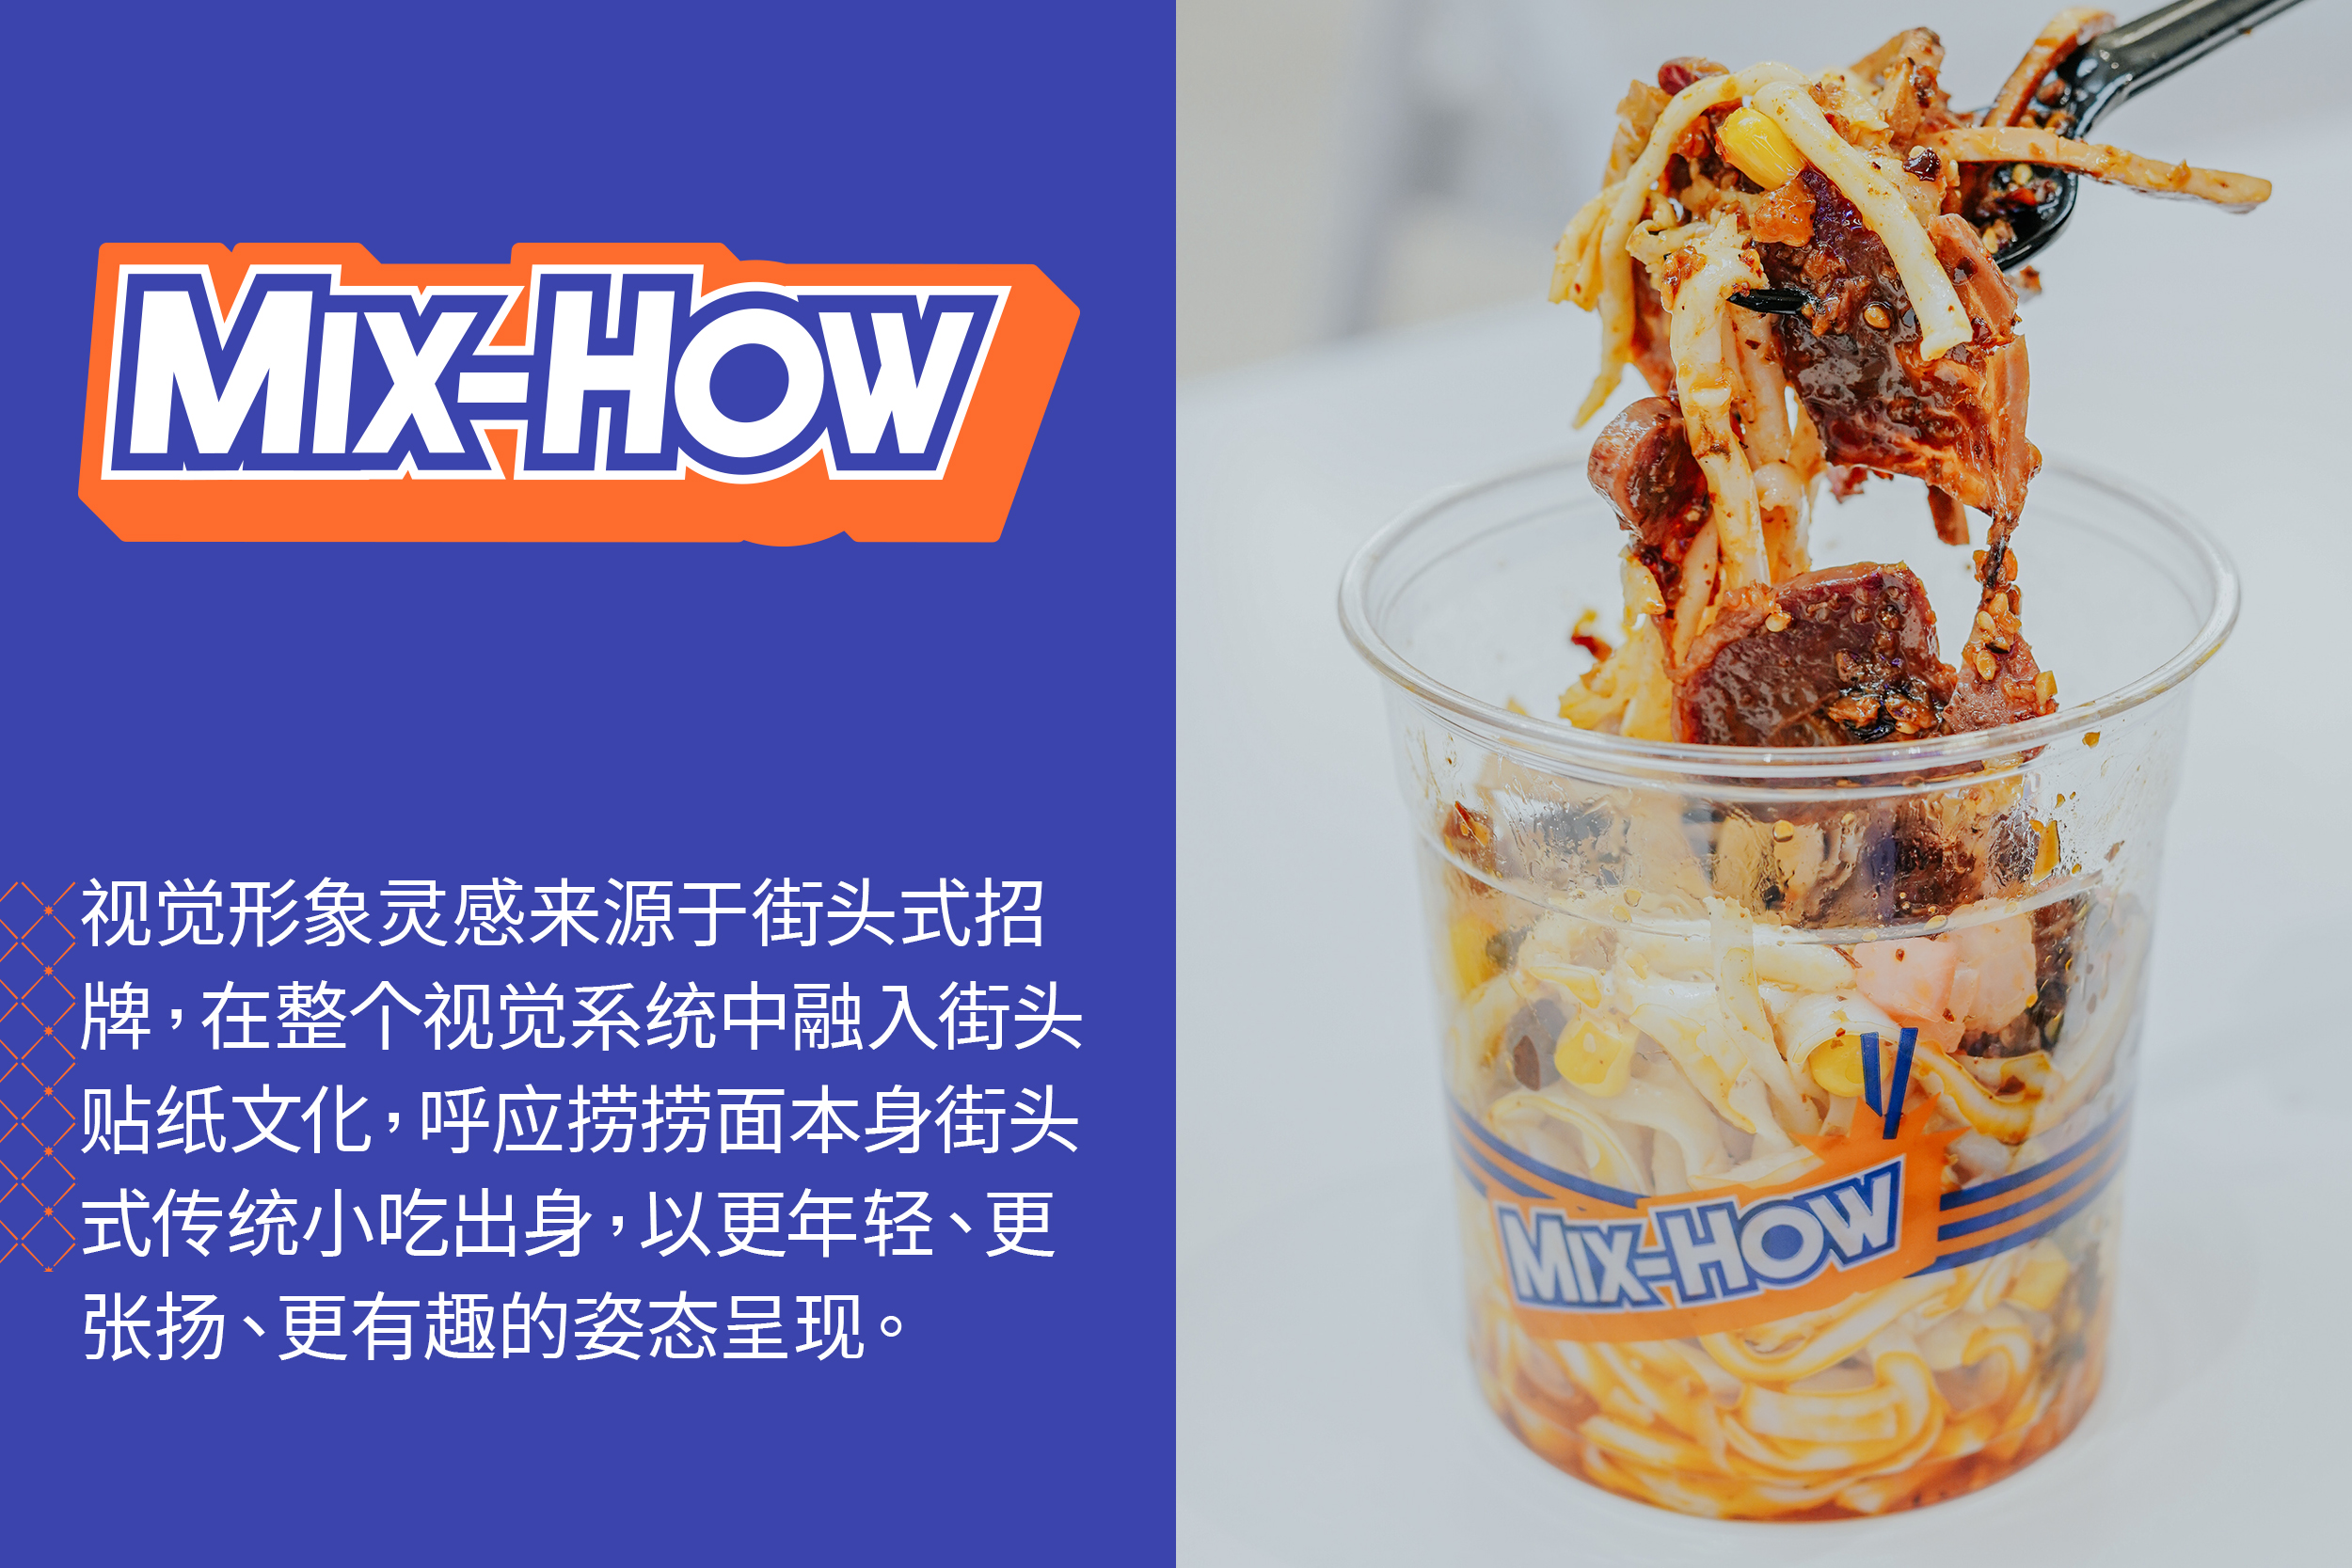 MIX-HOW
视觉形象灵感来源于街头式招
牌，在整个视觉系统中融入街头
贴纸文化，呼应捞捞面本身街头
式传统小吃出身，以更年轻、更
张扬、更有趣的姿态呈现。
MIX-HOW